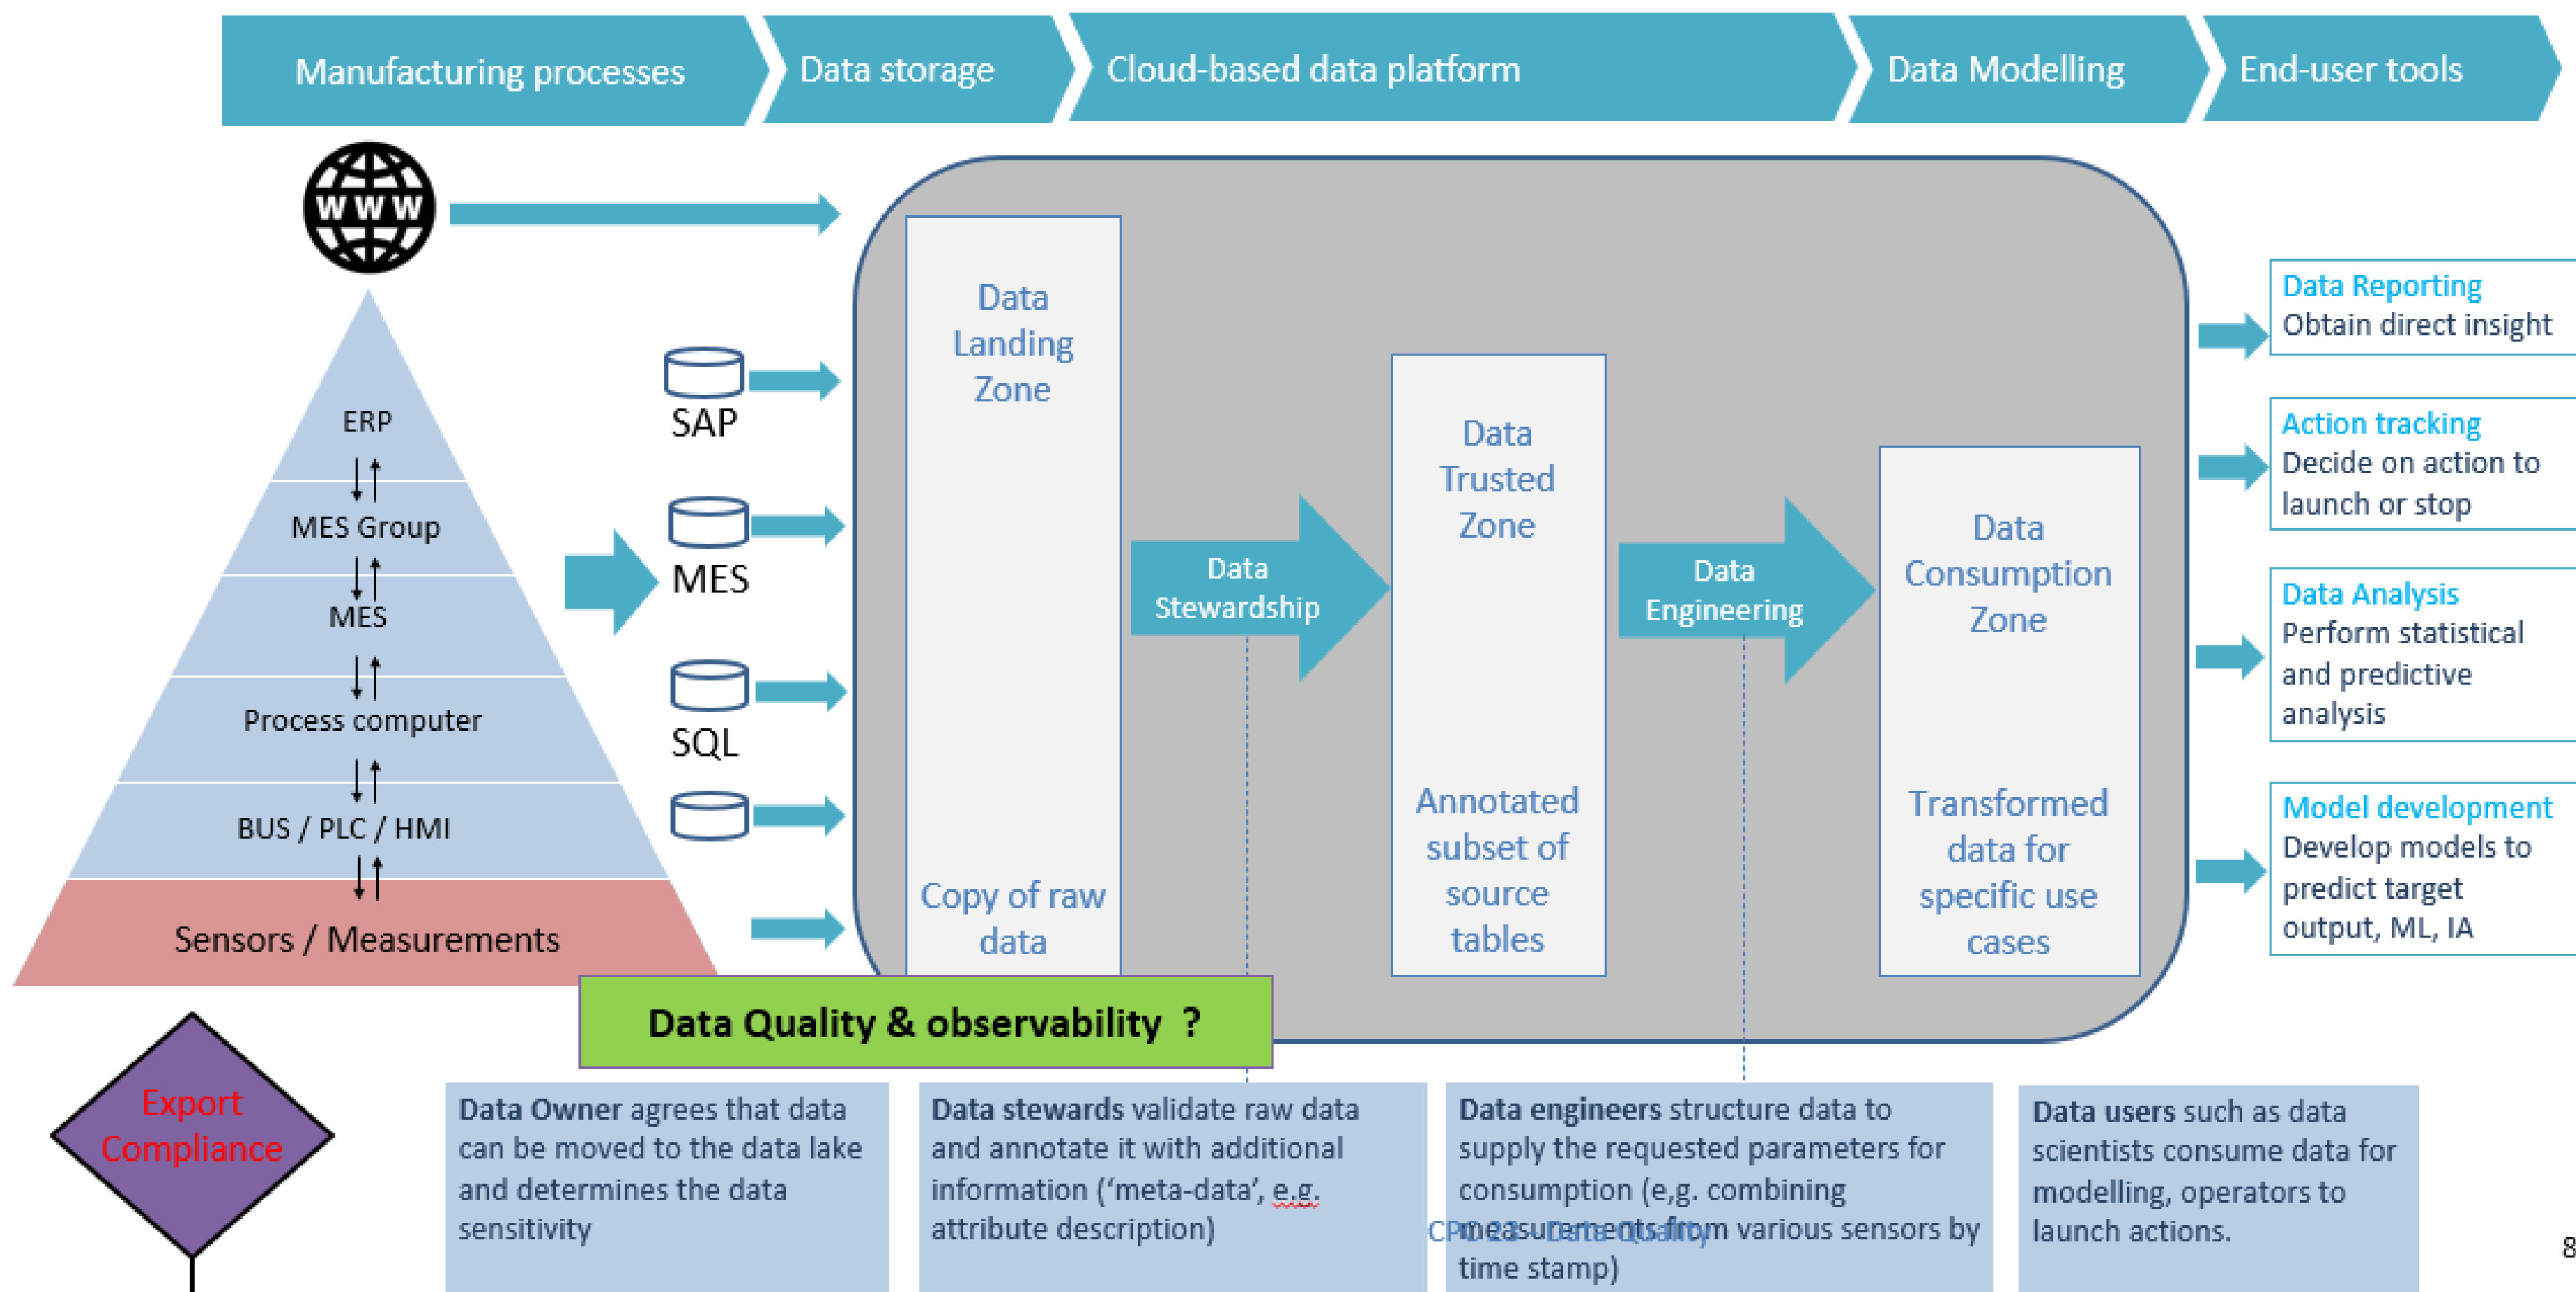 Manufacturing processes
Data storage
Cloud-based data platform
Data Modelling
End-user tools
WWW
ERP
MES Group
MES
Process computer
BUS / PLC / HMI
Sensors / Measurements
SAP
MES
SQL
Data
Landing
Zone
Copy of raw
data
Data
Stewardship
Data
Trusted
Zone
Annotated
subset of
source
tables
Data
Engineering
Data
Consumption
Zone
Transformed
data for
specific use
cases
Data Reporting
Obtain direct insight
Action tracking
Decide on action to
launch or stop
Data Analysis
Perform statistical
and predictive
analysis
Model development
Develop models to
predict target
output, ML, IA
Data Quality & observability ?
Export
Compliance
Data Owner agrees that data
can be moved to the data lake
and determines the data
sensitivity
Data stewards validate raw data
and annotate it with additional
information (‘meta-data’, e.g.
attribute description)
Data engineers structure data to
supply the requested parameters for
consumption (e,g. combining
measurements from various sensors by
time stamp)
CPC 23 - Data Quality
Data users such as data
scientists consume data for
modelling, operators to
launch actions.
8